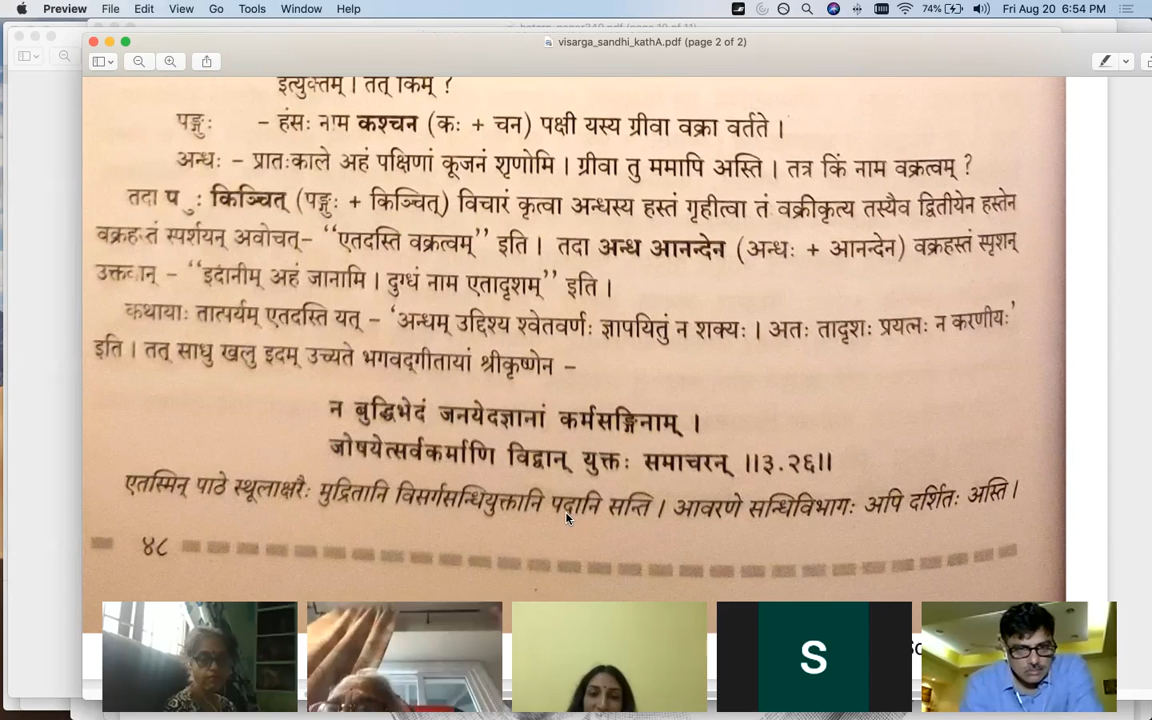 Preview File Edit View Go Tools Window Help 74% Fri Aug 20 6:54 PM
visarga_sandhi_kathA.pdf (page 2 of 2)
इत्युक्तम् । तत् किम् ?
पङ्गुः - हंसः नाम कश्चन (कः + चन) पक्षी यस्य ग्रीवा वक्रा वर्तते ।
अन्धः - प्रातःकाले अहं पक्षिणां कूजनं शृणोमि । ग्रीवा तु ममापि अस्ति । तत्र किं नाम वक्रत्वम् ?
तदा किञ्चित् (पङ्गुः + किञ्चित्) विचारं कृत्वा अन्धस्य हस्तं गृहीत्वा तं वक्रीकृत्य तस्यैव द्वितीयेन हस्तेन
वक्रहस्तं स्पर्शयन् अवोचत्– “एतदस्ति वक्रत्वम्” इति । तदा अन्ध आनन्देन (अन्धः + आनन्देन) वक्रहस्तं स्पृशन्
उक्तवान् - “इदानीम् अहं जानामि । दुग्धं नाम एतादृशम्” इति ।
कथायाः तात्पर्यम् एतदस्ति यत् - ‘अन्धम् उद्दिश्य श्वेतवर्णः ज्ञापयितुं न शक्यः । अतः तादृशः प्रयत्नः न करणीयः’
इति । तत् साधु खलु इदम् उच्यते भगवद्‌गीतायां श्रीकृष्णेन –
न बुद्धिभेदं जनयेदज्ञानां कर्मसङ्गिनाम् ।
जोषयेत्सर्वकर्माणि विद्वान् युक्तः समाचरन् ॥३.२६॥
एतस्मिन् पाठे स्थूलाक्षरैः मुद्रितानि विसर्गसन्धियुक्तानि पदानि सन्ति । आवरणे सन्धिविभागः अपि दर्शितः अस्ति ।
४८
S